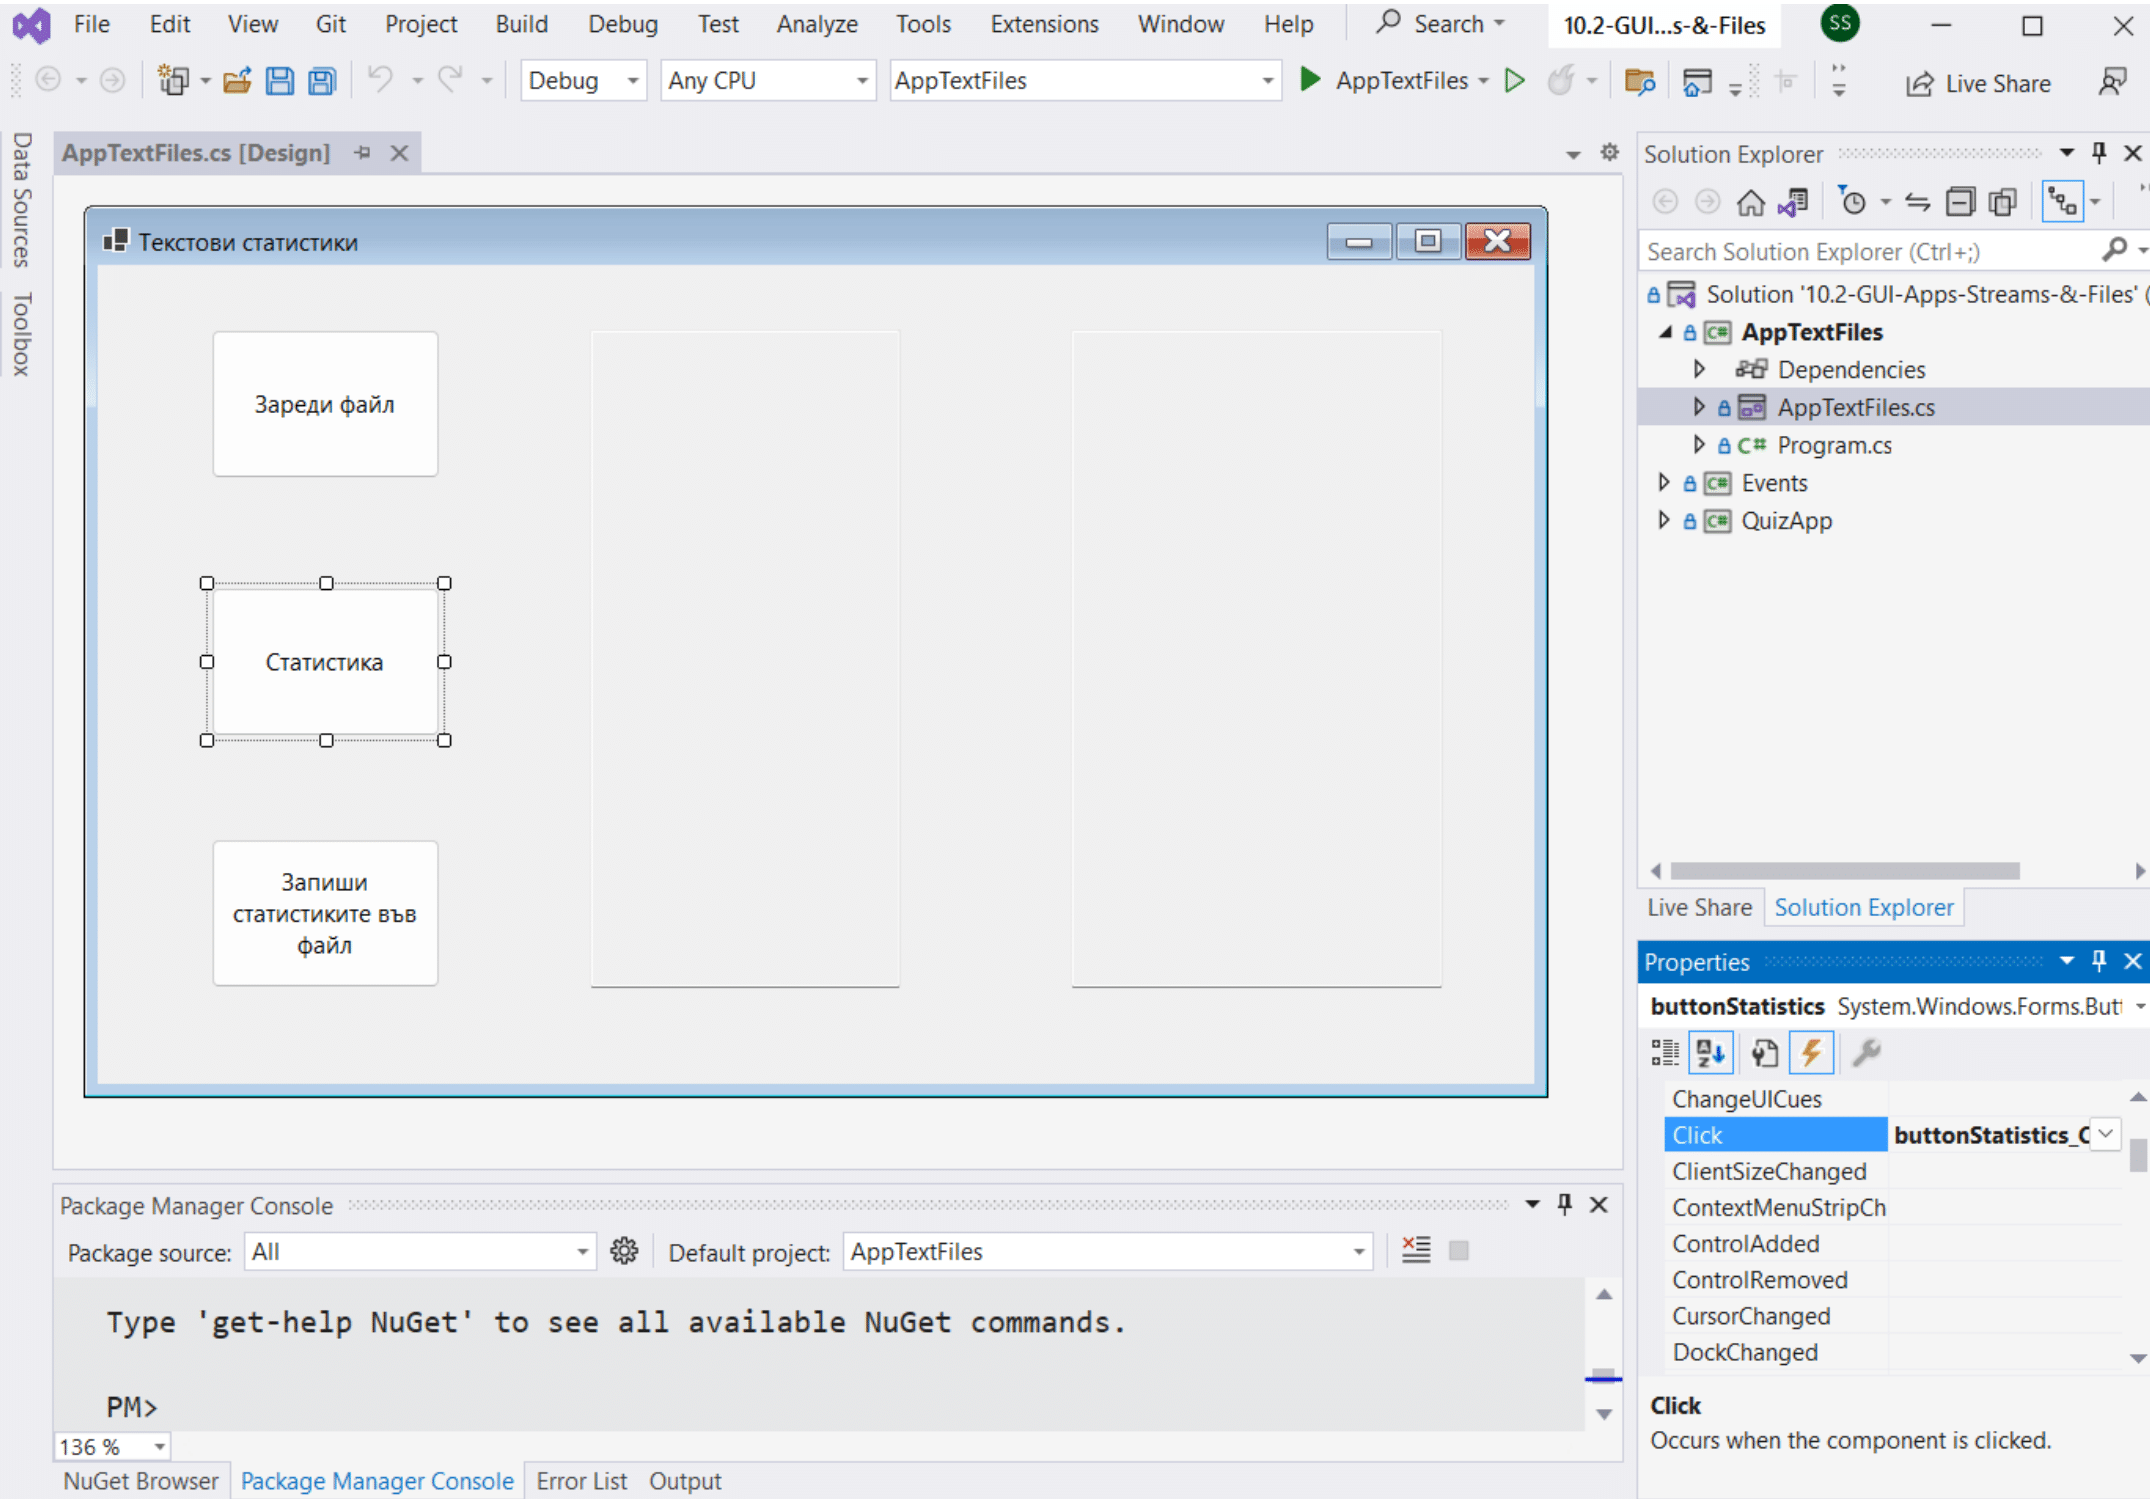 File Edit View Git Project Build Debug Test Analyze Tools Extensions Window Help Search 10.2-GUI...s-&-Files SS
Debug Any CPU AppTextFiles AppTextFiles Live Share
Data Sources
Toolbox
AppTextFiles.cs [Design]
Текстови статистики
Зареди файл
Статистика
Запиши
статистиките във
файл
Package Manager Console
Package source: All Default project: AppTextFiles
Type 'get-help NuGet' to see all available NuGet commands.
PM>
136 %
NuGet Browser Package Manager Console Error List Output
Solution Explorer
Search Solution Explorer (Ctrl+;)
Solution '10.2-GUI-Apps-Streams-&-Files' (
C# AppTextFiles
Dependencies
AppTextFiles.cs
C# Program.cs
C# Events
C# QuizApp
Live Share Solution Explorer
Properties
buttonStatistics System.Windows.Forms.Butt
ChangeUICues
Click buttonStatistics_C
ClientSizeChanged
ContextMenuStripCh
ControlAdded
ControlRemoved
CursorChanged
DockChanged
Click
Occurs when the component is clicked.